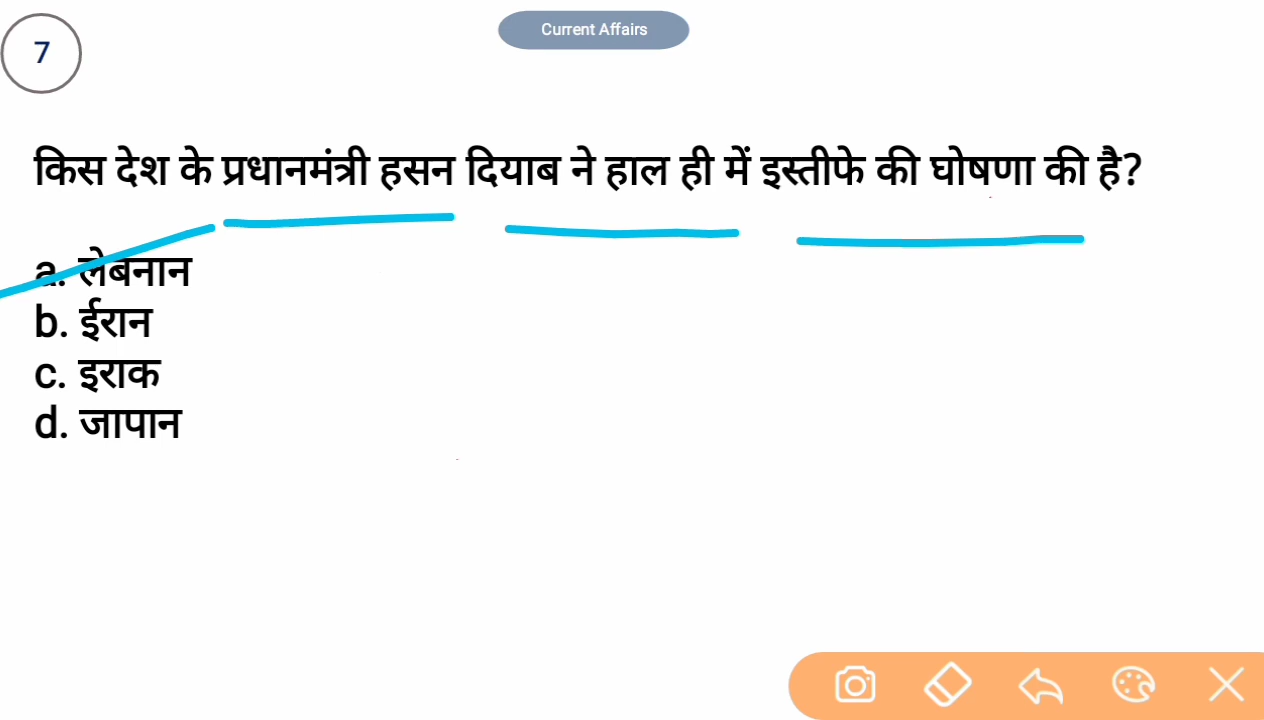 7
Current Affairs
किस देश के प्रधानमंत्री हसन दियाब ने हाल ही में इस्तीफे की घोषणा की है?
a. लेबनान
b. ईरान
c. इराक
d. जापान